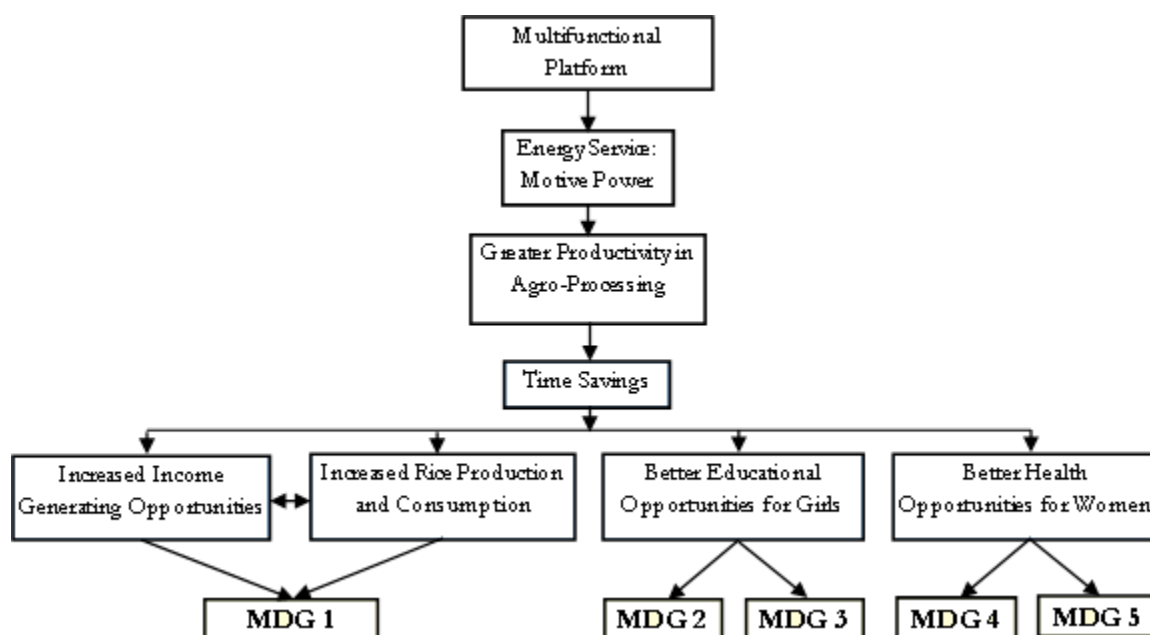 Multifunctional
Platform
Energy Service:
Motive Power
Greater Productivity in
Agro-Processing
Time Savings
Increased Income
Generating Opportunities
Increased Rice Production
and Consumption
Better Educational
Opportunities for Girls
Better Health
Opportunities for Women
MDG 1
MDG 2
MDG 3
MDG 4
MDG 5